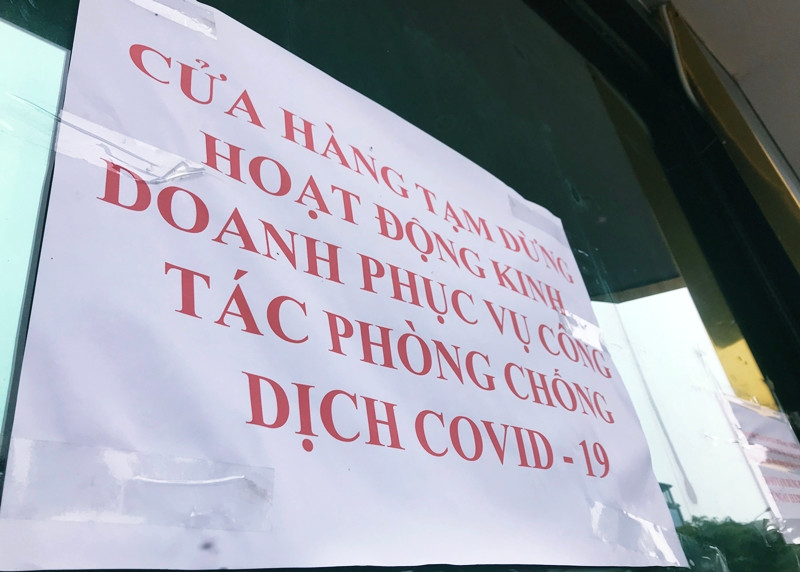 CỬA HÀNG TẠM DỪNG
HOẠT ĐỘNG KINH
DOANH PHỤC VỤ CÔNG
TÁC PHÒNG CHỐNG
DỊCH COVID - 19